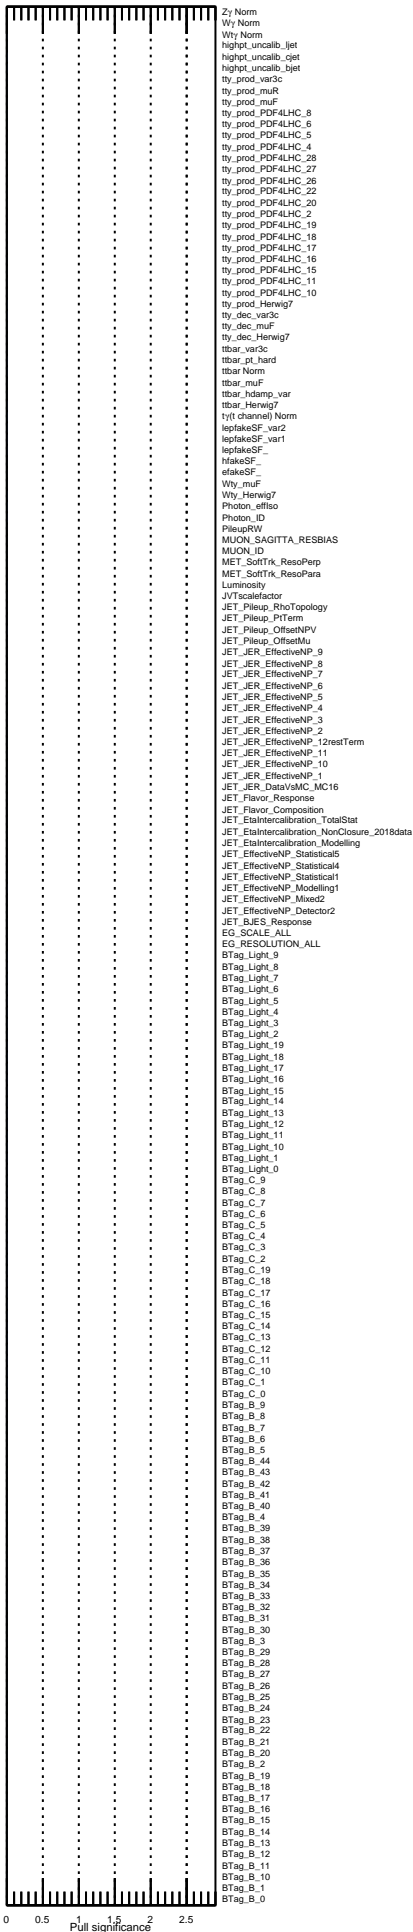 Zγ Norm
Wγ Norm
Wtγ Norm
highpt_uncalib_ljet
highpt_uncalib_cjet
highpt_uncalib_bjet
tty_prod_var3c
tty_prod_muR
tty_prod_muF
tty_prod_PDF4LHC_8
tty_prod_PDF4LHC_6
tty_prod_PDF4LHC_5
tty_prod_PDF4LHC_4
tty_prod_PDF4LHC_28
tty_prod_PDF4LHC_27
tty_prod_PDF4LHC_26
tty_prod_PDF4LHC_22
tty_prod_PDF4LHC_20
tty_prod_PDF4LHC_2
tty_prod_PDF4LHC_19
tty_prod_PDF4LHC_18
tty_prod_PDF4LHC_17
tty_prod_PDF4LHC_16
tty_prod_PDF4LHC_15
tty_prod_PDF4LHC_11
tty_prod_PDF4LHC_10
tty_prod_Herwig7
tty_dec_var3c
tty_dec_muF
tty_dec_Herwig7
ttbar_var3c
ttbar_pt_hard
ttbar Norm
ttbar_muF
ttbar_hdamp_var
ttbar_Herwig7
tγ(t channel) Norm
lepfakeSF_var2
lepfakeSF_var1
lepfakeSF_
hfakeSF_
efakeSF_
Wty_muF
Wty_Herwig7
Photon_effIso
Photon_ID
PileupRW
MUON_SAGITTA_RESBIAS
MUON_ID
MET_SoftTrk_ResoPerp
MET_SoftTrk_ResoPara
Luminosity
JVTscalefactor
JET_Pileup_RhoTopology
JET_Pileup_PtTerm
JET_Pileup_OffsetNPV
JET_Pileup_OffsetMu
JET_JER_EffectiveNP_9
JET_JER_EffectiveNP_8
JET_JER_EffectiveNP_7
JET_JER_EffectiveNP_6
JET_JER_EffectiveNP_5
JET_JER_EffectiveNP_4
JET_JER_EffectiveNP_3
JET_JER_EffectiveNP_2
JET_JER_EffectiveNP_12restTerm
JET_JER_EffectiveNP_11
JET_JER_EffectiveNP_10
JET_JER_EffectiveNP_1
JET_JER_DataVsMC_MC16
JET_Flavor_Response
JET_Flavor_Composition
JET_EtaIntercalibration_TotalStat
JET_EtaIntercalibration_NonClosure_2018data
JET_EtaIntercalibration_Modelling
JET_EffectiveNP_Statistical5
JET_EffectiveNP_Statistical4
JET_EffectiveNP_Statistical1
JET_EffectiveNP_Modelling1
JET_EffectiveNP_Mixed2
JET_EffectiveNP_Detector2
JET_BJES_Response
EG_SCALE_ALL
EG_RESOLUTION_ALL
BTag_Light_9
BTag_Light_8
BTag_Light_7
BTag_Light_6
BTag_Light_5
BTag_Light_4
BTag_Light_3
BTag_Light_2
BTag_Light_19
BTag_Light_18
BTag_Light_17
BTag_Light_16
BTag_Light_15
BTag_Light_14
BTag_Light_13
BTag_Light_12
BTag_Light_11
BTag_Light_10
BTag_Light_1
BTag_Light_0
BTag_C_9
BTag_C_8
BTag_C_7
BTag_C_6
BTag_C_5
BTag_C_4
BTag_C_3
BTag_C_2
BTag_C_19
BTag_C_18
BTag_C_17
BTag_C_16
BTag_C_15
BTag_C_14
BTag_C_13
BTag_C_12
BTag_C_11
BTag_C_10
BTag_C_1
BTag_C_0
BTag_B_9
BTag_B_8
BTag_B_7
BTag_B_6
BTag_B_5
BTag_B_44
BTag_B_43
BTag_B_42
BTag_B_41
BTag_B_40
BTag_B_4
BTag_B_39
BTag_B_38
BTag_B_37
BTag_B_36
BTag_B_35
BTag_B_34
BTag_B_33
BTag_B_32
BTag_B_31
BTag_B_30
BTag_B_3
BTag_B_29
BTag_B_28
BTag_B_27
BTag_B_26
BTag_B_25
BTag_B_24
BTag_B_23
BTag_B_22
BTag_B_21
BTag_B_20
BTag_B_2
BTag_B_19
BTag_B_18
BTag_B_17
BTag_B_16
BTag_B_15
BTag_B_14
BTag_B_13
BTag_B_12
BTag_B_11
BTag_B_10
BTag_B_1
BTag_B_0
0 0.5 1 1.5 2 2.5
Pull significance